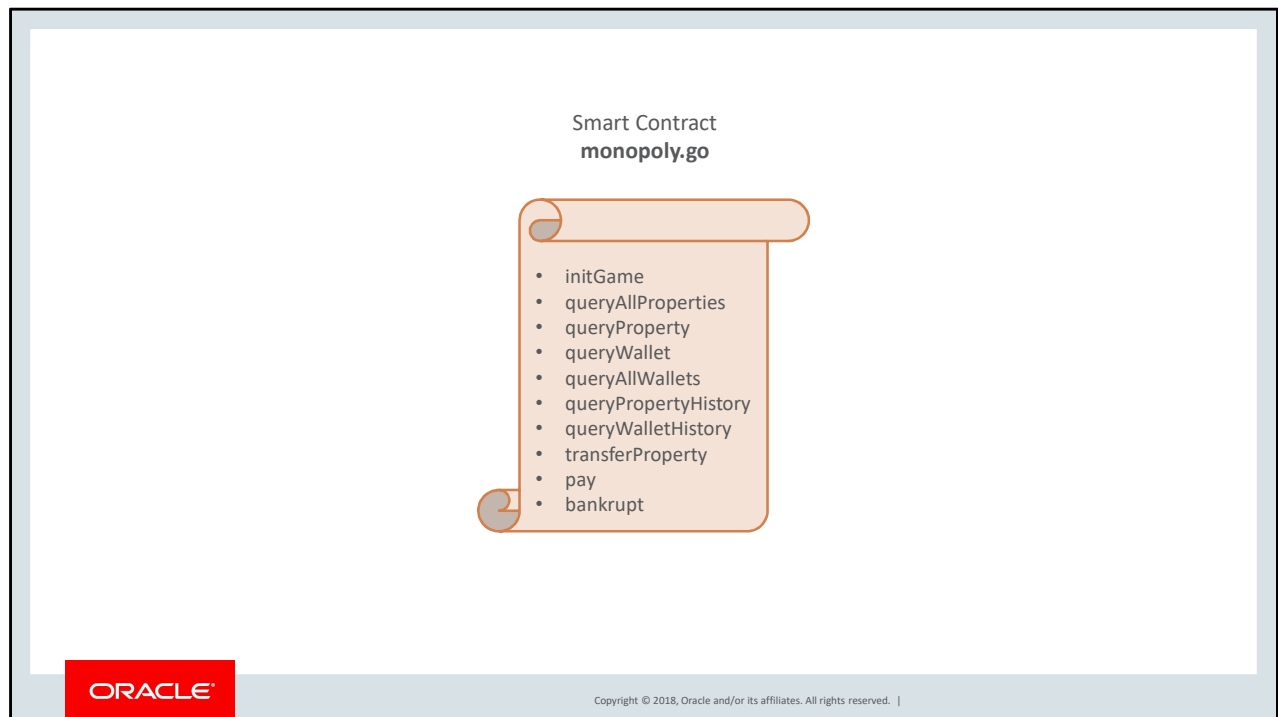 Smart Contract
monopoly.go
• initGame
• queryAllProperties
• queryProperty
• queryWallet
• queryAllWallets
• queryPropertyHistory
• queryWalletHistory
• transferProperty
• pay
• bankrupt
ORACLE®
Copyright © 2018, Oracle and/or its affiliates. All rights reserved. |